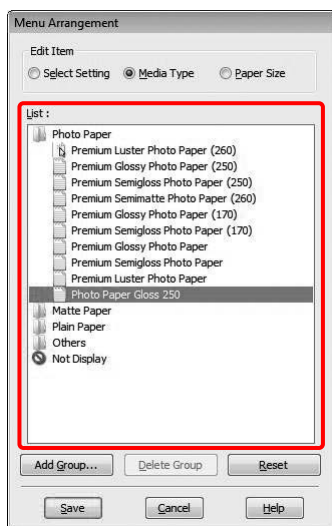 Menu Arrangement
Edit Item
Select Setting Media Type Paper Size
List :
Photo Paper
Premium Luster Photo Paper (260)
Premium Glossy Photo Paper (250)
Premium Semigloss Photo Paper (250)
Premium Semimatte Photo Paper (260)
Premium Glossy Photo Paper (170)
Premium Semigloss Photo Paper (170)
Premium Glossy Photo Paper
Premium Semigloss Photo Paper
Premium Luster Photo Paper
Photo Paper Gloss 250
Matte Paper
Plain Paper
Others
Not Display
Add Group... Delete Group Reset
Save Cancel Help